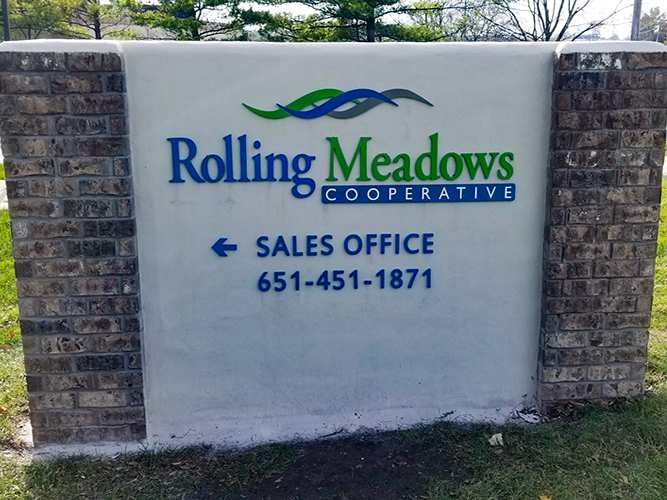 Rolling Meadows
COOPERATIVE
← SALES OFFICE
651-451-1871